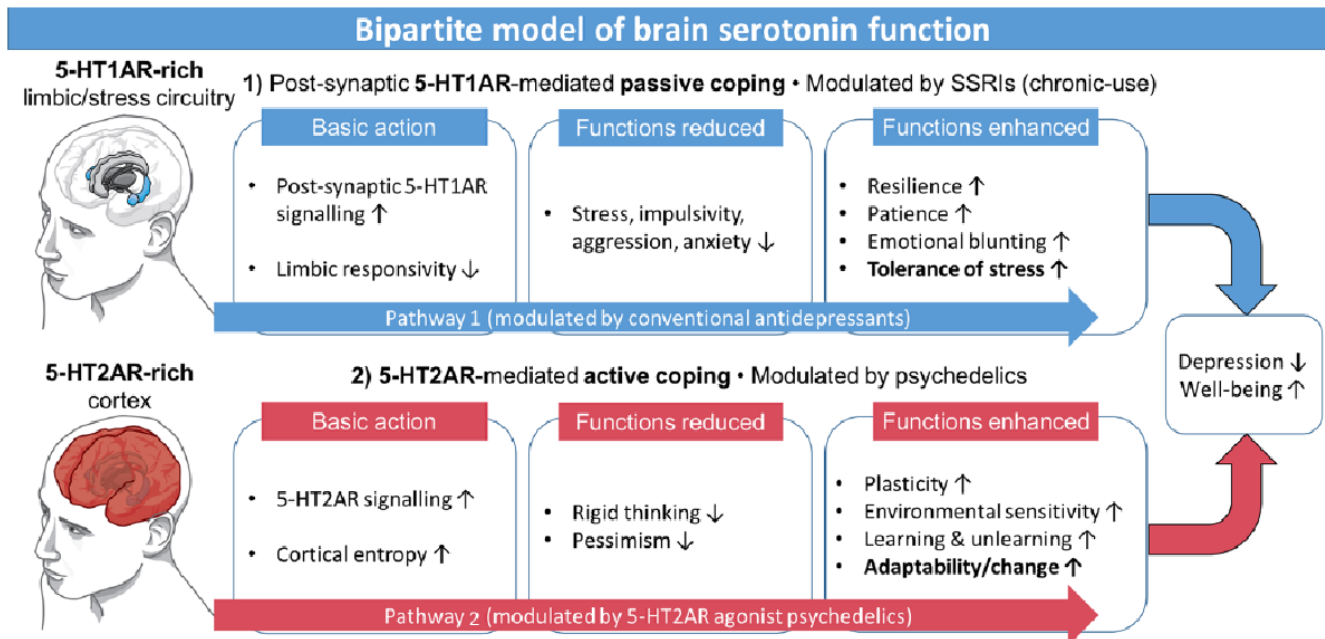 Bipartite model of brain serotonin function
5-HT1AR-rich
limbic/stress circuitry
1) Post-synaptic 5-HT1AR-mediated passive coping • Modulated by SSRIs (chronic-use)
Basic action
• Post-synaptic 5-HT1AR
signalling ↑
• Limbic responsivity ↓
Functions reduced
• Stress, impulsivity,
aggression, anxiety ↓
Functions enhanced
• Resilience ↑
• Patience ↑
• Emotional blunting ↑
• Tolerance of stress ↑
Pathway 1 (modulated by conventional antidepressants)
5-HT2AR-rich
cortex
2) 5-HT2AR-mediated active coping • Modulated by psychedelics
Basic action
• 5-HT2AR signalling ↑
• Cortical entropy ↑
Functions reduced
• Rigid thinking ↓
• Pessimism ↓
Functions enhanced
• Plasticity ↑
• Environmental sensitivity ↑
• Learning & unlearning ↑
• Adaptability/change ↑
Pathway 2 (modulated by 5-HT2AR agonist psychedelics)
Depression ↓
Well-being ↑